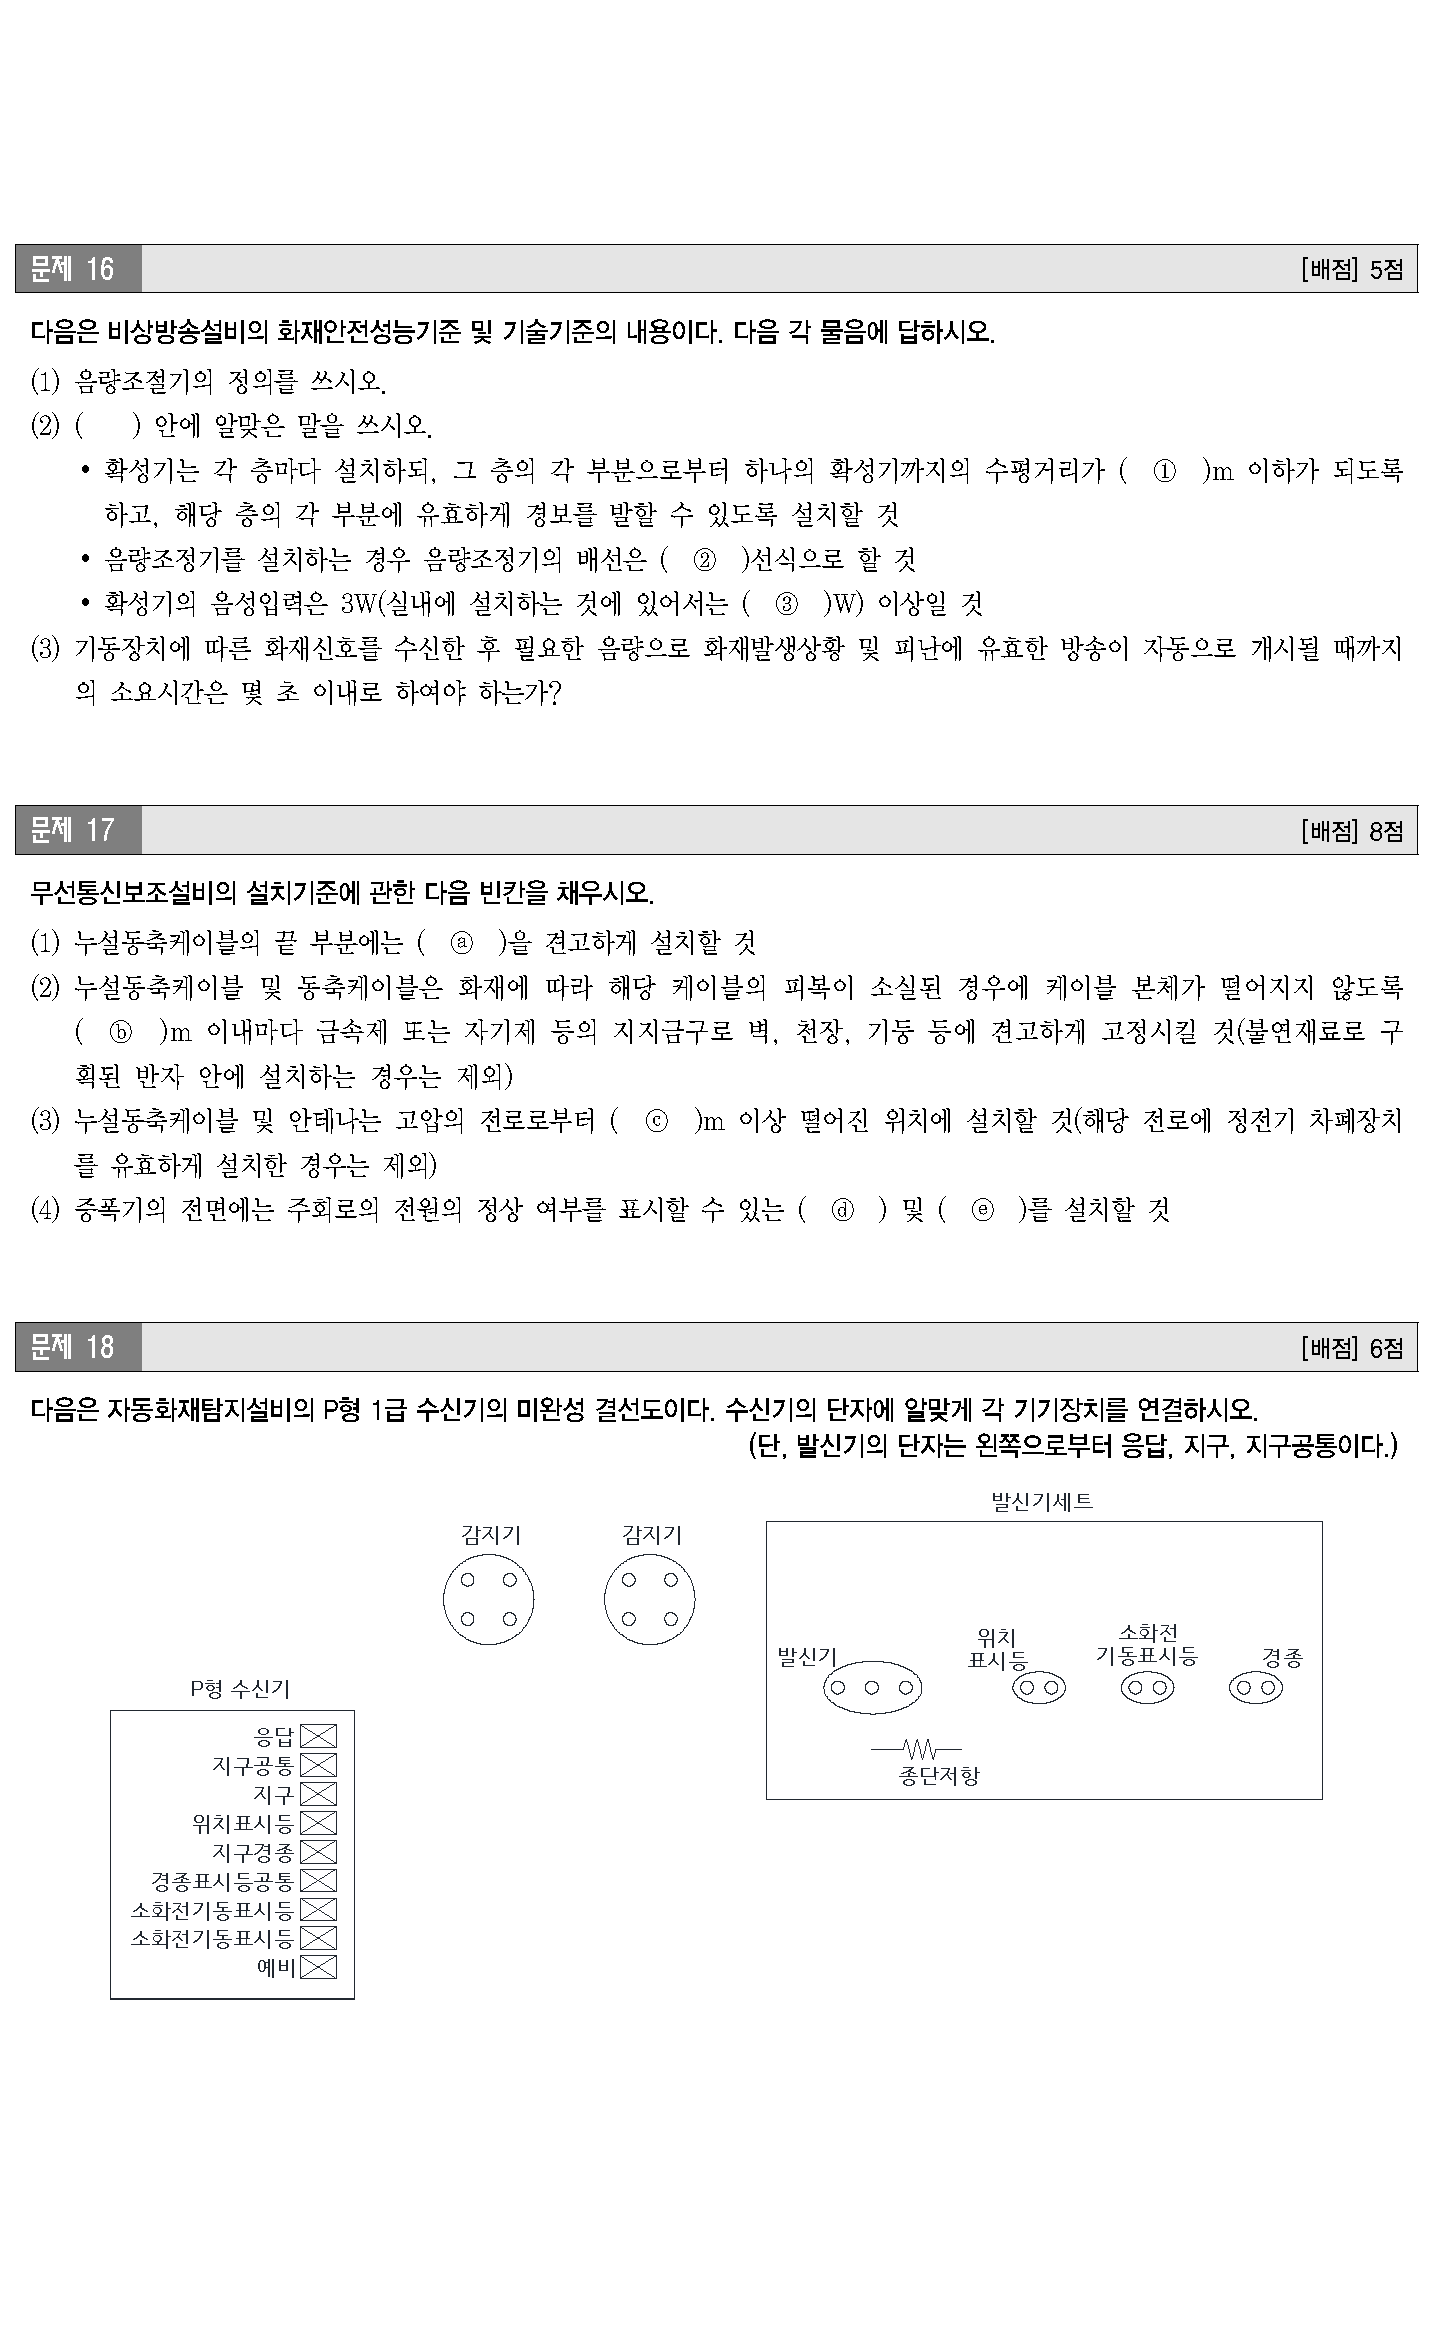 문제 16 [배점] 5점
다음은 비상방송설비의 화재안전성능기준 및 기술기준의 내용이다. 다음 각 물음에 답하시오.
(1) 음량조절기의 정의를 쓰시오.
(2) ( ) 안에 알맞은 말을 쓰시오.
• 확성기는 각 층마다 설치하되, 그 층의 각 부분으로부터 하나의 확성기까지의 수평거리가 ( ① )m 이하가 되도록
하고, 해당 층의 각 부분에 유효하게 경보를 발할 수 있도록 설치할 것
• 음량조정기를 설치하는 경우 음량조정기의 배선은 ( ② )선식으로 할 것
• 확성기의 음성입력은 3W(실내에 설치하는 것에 있어서는 ( ③ )W) 이상일 것
(3) 기동장치에 따른 화재신호를 수신한 후 필요한 음량으로 화재발생상황 및 피난에 유효한 방송이 자동으로 개시될 때까지
의 소요시간은 몇 초 이내로 하여야 하는가?
문제 17 [배점] 8점
무선통신보조설비의 설치기준에 관한 다음 빈칸을 채우시오.
(1) 누설동축케이블의 끝 부분에는 ( ⓐ )을 견고하게 설치할 것
(2) 누설동축케이블 및 동축케이블은 화재에 따라 해당 케이블의 피복이 소실된 경우에 케이블 본체가 떨어지지 않도록
( ⓑ )m 이내마다 금속제 또는 자기제 등의 지지금구로 벽, 천장, 기둥 등에 견고하게 고정시킬 것(불연재료로 구
획된 반자 안에 설치하는 경우는 제외)
(3) 누설동축케이블 및 안테나는 고압의 전로로부터 ( ⓒ )m 이상 떨어진 위치에 설치할 것(해당 전로에 정전기 차폐장치
를 유효하게 설치한 경우는 제외)
(4) 증폭기의 전면에는 주회로의 전원의 정상 여부를 표시할 수 있는 ( ⓓ ) 및 ( ⓔ )를 설치할 것
문제 18 [배점] 6점
다음은 자동화재탐지설비의 P형 1급 수신기의 미완성 결선도이다. 수신기의 단자에 알맞게 각 기기장치를 연결하시오.
(단, 발신기의 단자는 왼쪽으로부터 응답, 지구, 지구공통이다.)
발신기세트
감지기 감지기
발신기
위치
표시등
소화전
기동표시등
경종
종단저항
P형 수신기
응답
지구공통
지구
위치표시등
지구경종
경종표시등공통
소화전기동표시등
소화전기동표시등
예비